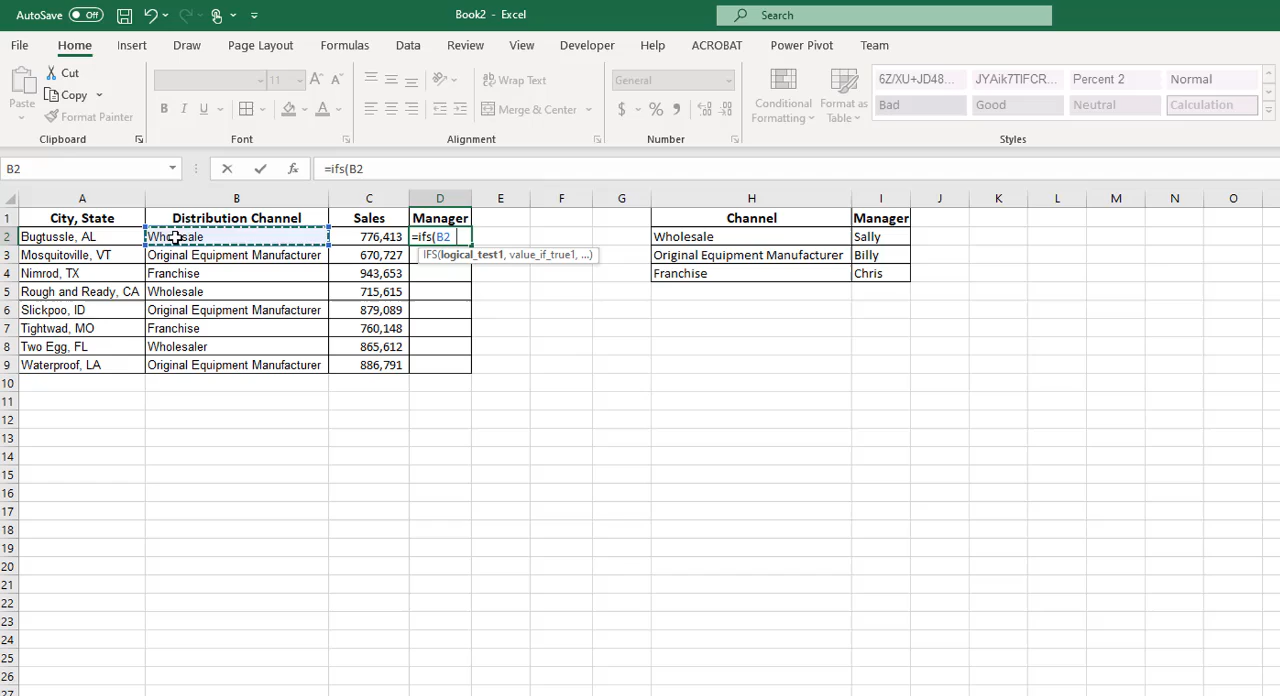 AutoSave Off Book2 - Excel Search
File Home Insert Draw Page Layout Formulas Data Review View Developer Help ACROBAT Power Pivot Team
Paste Cut Copy Format Painter
11 A A Wrap Text General Conditional Formatting Format as Table 6Z/XU+JD48... JYAik7TIFCR... Percent 2 Normal
B I U A Merge & Center $ % , Bad Good Neutral Calculation
Clipboard Font Alignment Number Styles
B2 fx =ifs(B2
A B C D E F G H I J K L M N O
1 City, State Distribution Channel Sales Manager Channel Manager
2 Bugtussle, AL Wholesale 776,413 =ifs(B2 Wholesale Sally
IFS(logical_test1, value_if_true1, ...)
3 Mosquitoville, VT Original Equipment Manufacturer 670,727 Original Equipment Manufacturer Billy
4 Nimrod, TX Franchise 943,653 Franchise Chris
5 Rough and Ready, CA Wholesale 715,615
6 Slickpoo, ID Original Equipment Manufacturer 879,089
7 Tightwad, MO Franchise 760,148
8 Two Egg, FL Wholesaler 865,612
9 Waterproof, LA Original Equipment Manufacturer 886,791
10
11
12
13
14
15
16
17
18
19
20
21
22
23
24
25
26
27